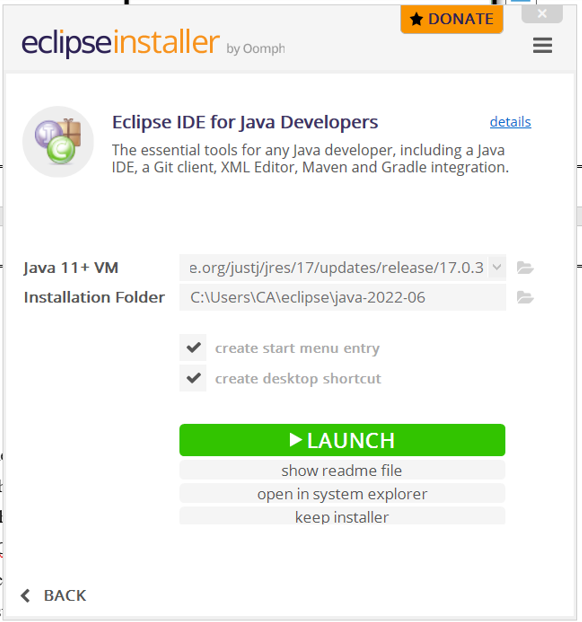 DONATE
eclipseinstaller by Oomph
Eclipse IDE for Java Developers details
The essential tools for any Java developer, including a Java
IDE, a Git client, XML Editor, Maven and Gradle integration.
Java 11+ VM e.org/justj/jres/17/updates/release/17.0.3
Installation Folder C:\Users\CA\eclipse\java-2022-06
create start menu entry
create desktop shortcut
LAUNCH
show readme file
open in system explorer
keep installer
BACK